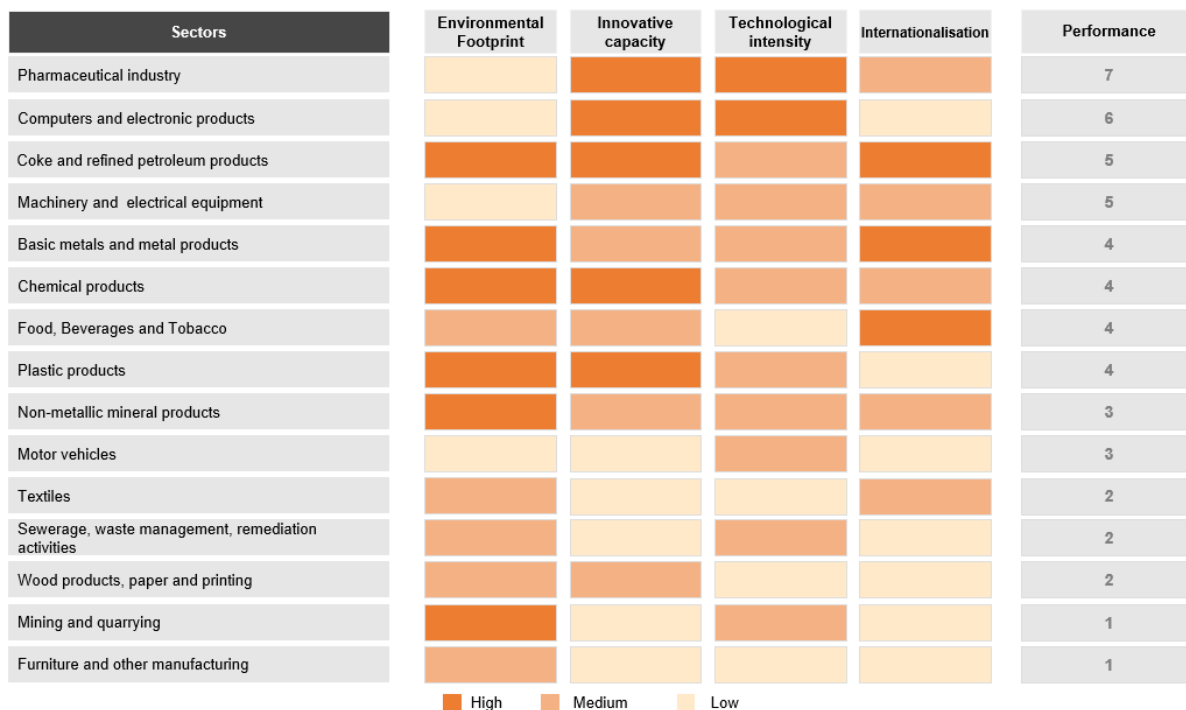 Sectors
Environmental
Footprint
Innovative
capacity
Technological
intensity
Internationalisation
Performance
Pharmaceutical industry
7
Computers and electronic products
6
Coke and refined petroleum products
5
Machinery and electrical equipment
5
Basic metals and metal products
4
Chemical products
4
Food, Beverages and Tobacco
4
Plastic products
4
Non-metallic mineral products
3
Motor vehicles
3
Textiles
2
Sewerage, waste management, remediation
activities
2
Wood products, paper and printing
2
Mining and quarrying
1
Furniture and other manufacturing
1
High
Medium
Low